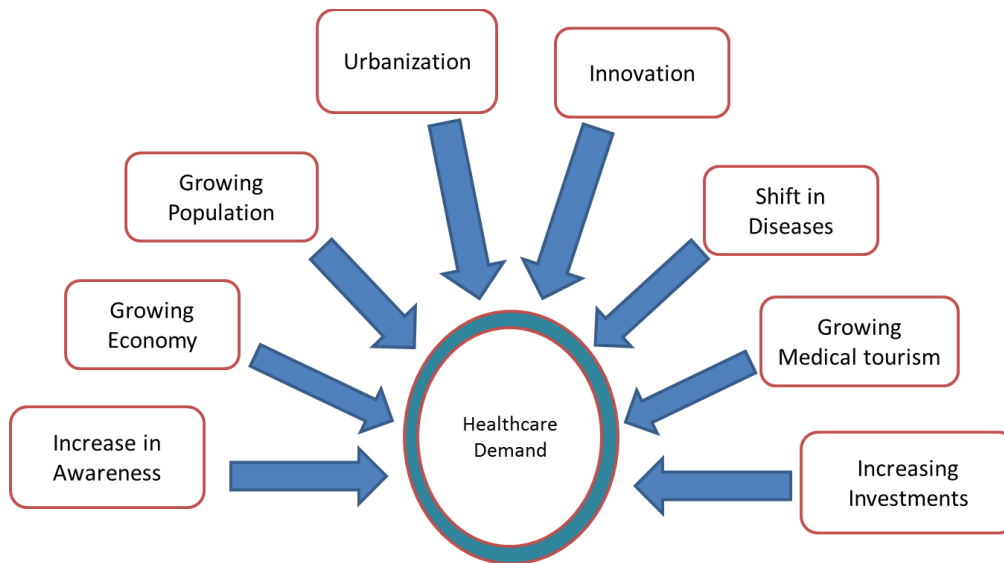 Urbanization
Innovation
Growing
Population
Shift in
Diseases
Growing
Economy
Growing
Medical tourism
Increase in
Awareness
Healthcare
Demand
Increasing
Investments